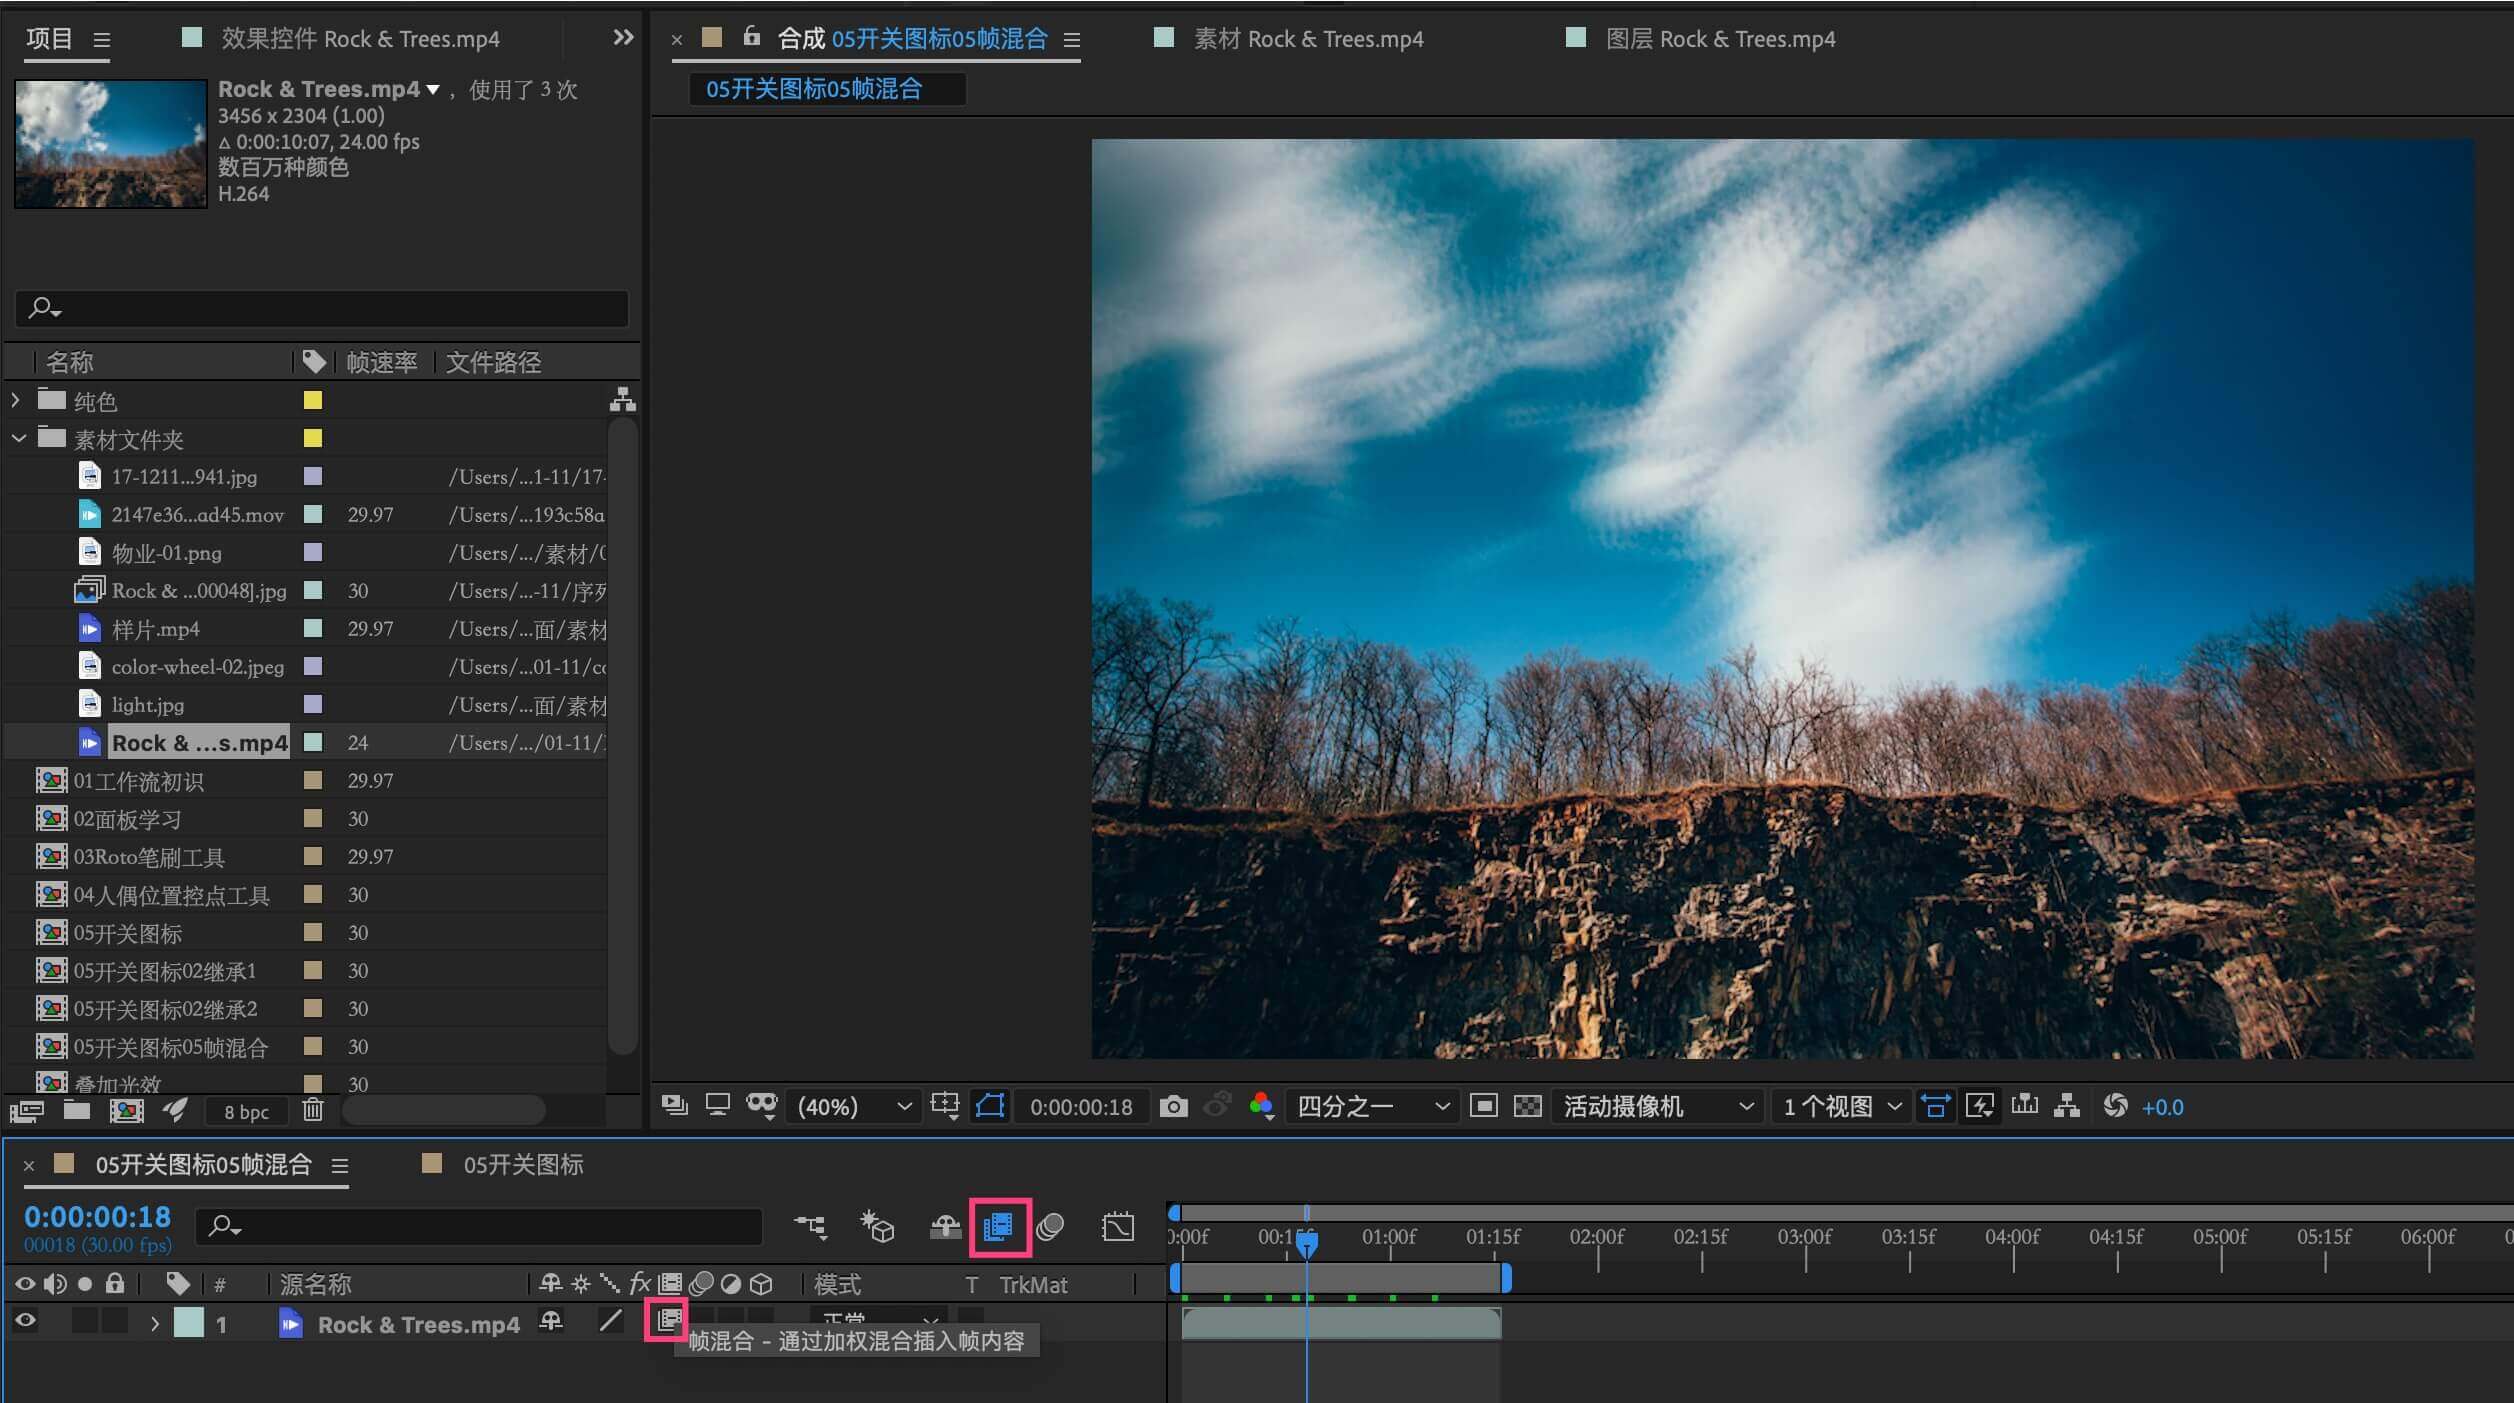 项目
效果控件 Rock & Trees.mp4
Rock & Trees.mp4 , 使用了 3 次
3456 x 2304 (1.00)
Δ 0:00:10:07, 24.00 fps
数百万种颜色
H.264
名称 帧速率 文件路径
纯色
素材文件夹
17-1211...941.jpg /Users/...1-11/17-
2147e36...ad45.mov 29.97 /Users/...193c58a
物业-01.png /Users/.../素材/0
Rock & ...00048].jpg 30 /Users/...-11/序列
样片.mp4 29.97 /Users/...面/素材
color-wheel-02.jpeg /Users/...01-11/co
light.jpg /Users/...面/素材
Rock & ...s.mp4 24 /Users/.../01-11/
01工作流初识 29.97
02面板学习 30
03Roto笔刷工具 29.97
04人偶位置控点工具 30
05开关图标 30
05开关图标02继承1 30
05开关图标02继承2 30
05开关图标05帧混合 30
叠加光效 30
8 bpc
× 合成 05开关图标05帧混合
素材 Rock & Trees.mp4
图层 Rock & Trees.mp4
05开关图标05帧混合
(40%) 0:00:00:18 四分之一 活动摄像机 1 个视图 +0.0
× 05开关图标05帧混合
05开关图标
0:00:00:18
00018 (30.00 fps)
):00f 00:15f 01:00f 01:15f 02:00f 02:15f 03:00f 03:15f 04:00f 04:15f 05:00f 05:15f 06:00f
# 源名称 fx 模式 T TrkMat
1 Rock & Trees.mp4 正常
帧混合 - 通过加权混合插入帧内容